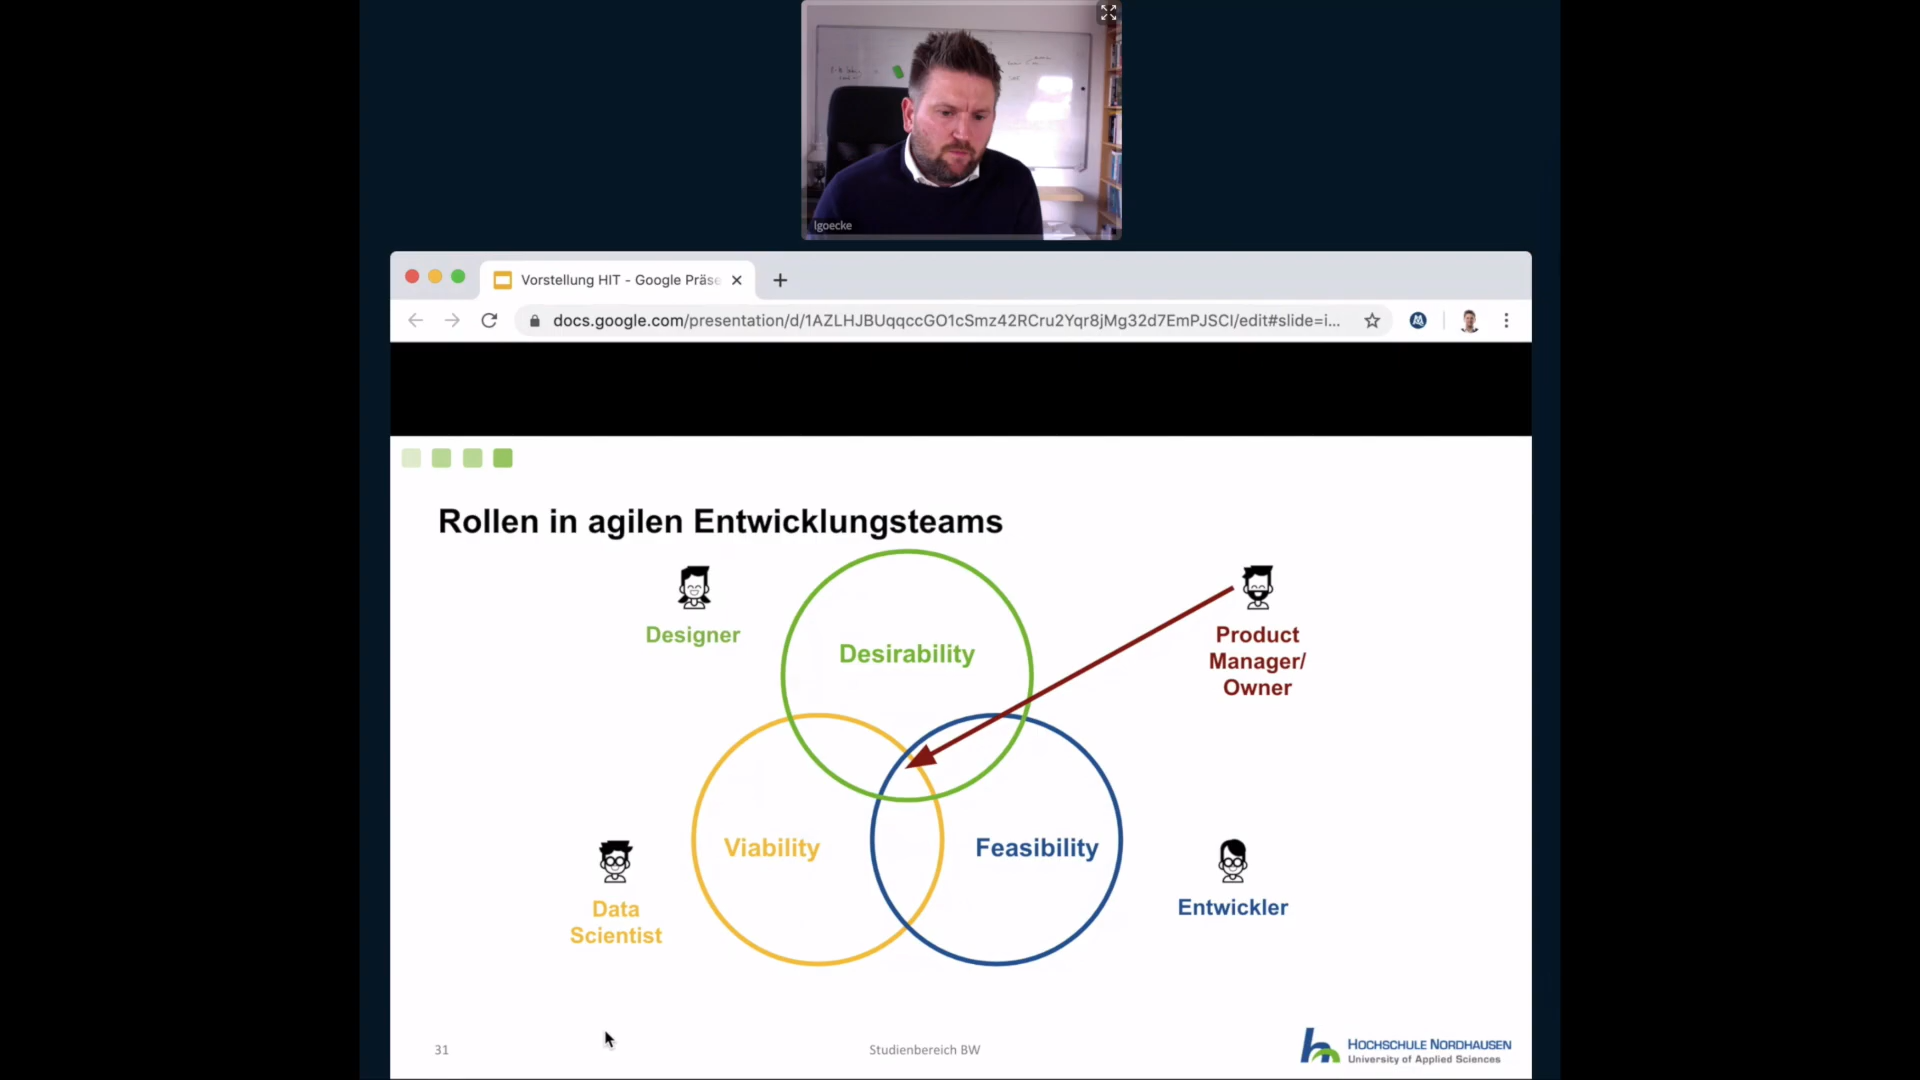 lgoecke
Vorstellung HIT - Google Präse
docs.google.com/presentation/d/1AZLHJBUqqccGO1cSmz42RCru2Yqr8jMg32d7EmPJSCI/edit#slide=i...
Rollen in agilen Entwicklungsteams
Designer
Desirability
Product
Manager/
Owner
Viability
Feasibility
Data
Scientist
Entwickler
31
Studienbereich BW
HOCHSCHULE NORDHAUSEN
University of Applied Sciences